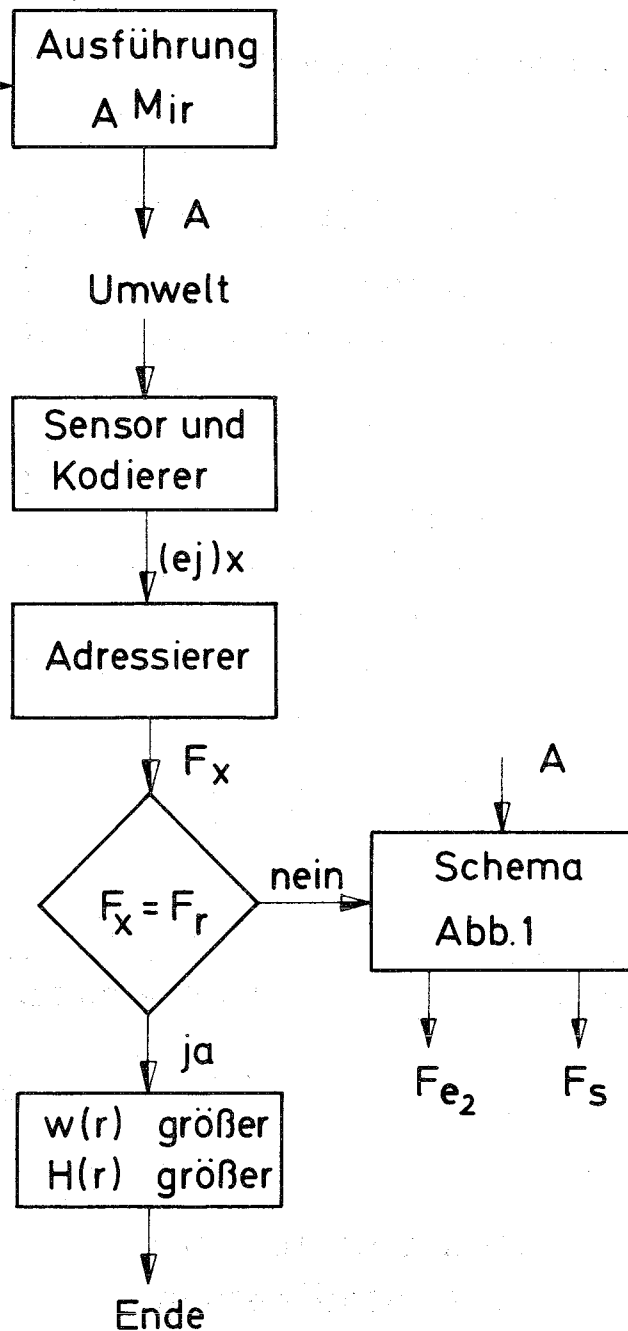 Ausführung
A Mir
A
Umwelt
Sensor und
Kodierer
(ej)x
Adressierer
Fx
Fx = Fr
nein
A
Schema
Abb.1
Fe2
Fs
ja
w(r) größer
H(r) größer
Ende